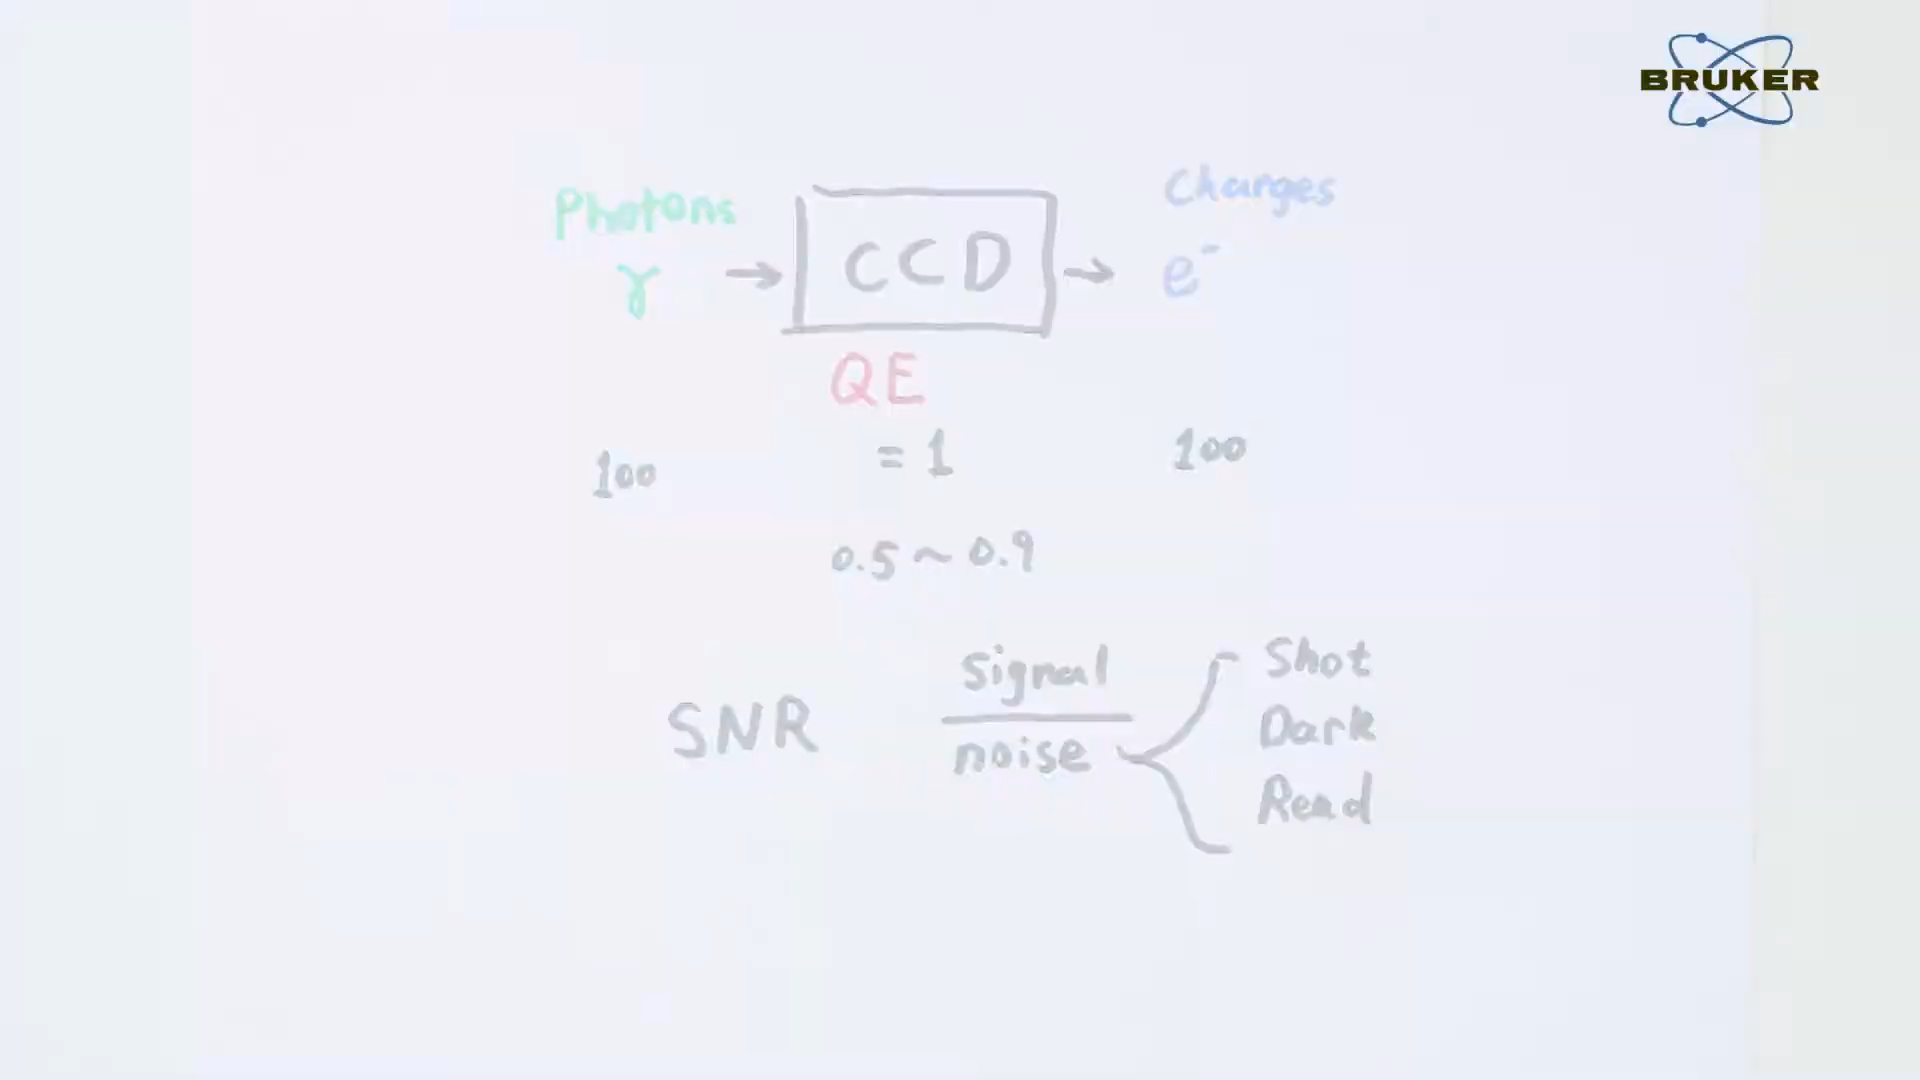 BRUKER
Photons
Charges
γ → CCD → e⁻
QE
100 = 1 100
0.5 ~ 0.9
SNR
signal
noise
Shot
Dark
Read